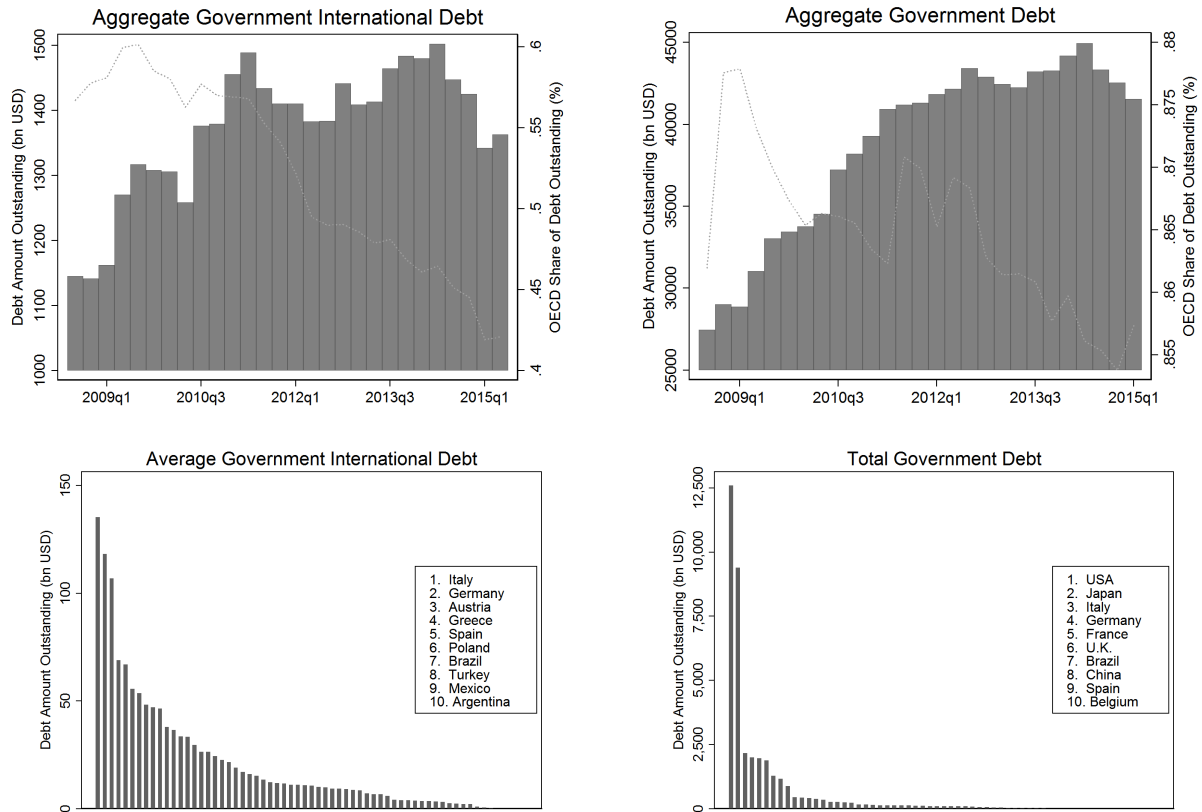 Aggregate Government International Debt
Debt Amount Outstanding (bn USD)
1500
1400
1300
1200
1100
1000
.6
.55
.5
.45
.4
OECD Share of Debt Outstanding (%)
2009q1 2010q3 2012q1 2013q3 2015q1
Aggregate Government Debt
Debt Amount Outstanding (bn USD)
45000
40000
35000
30000
25000
.88
.875
.87
.865
.86
.855
OECD Share of Debt Outstanding (%)
2009q1 2010q3 2012q1 2013q3 2015q1
Average Government International Debt
Debt Amount Outstanding (bn USD)
150
100
50
0
1. Italy
2. Germany
3. Austria
4. Greece
5. Spain
6. Poland
7. Brazil
8. Turkey
9. Mexico
10. Argentina
Total Government Debt
Debt Amount Outstanding (bn USD)
12,500
10,000
7,500
5,000
2,500
0
1. USA
2. Japan
3. Italy
4. Germany
5. France
6. U.K.
7. Brazil
8. China
9. Spain
10. Belgium